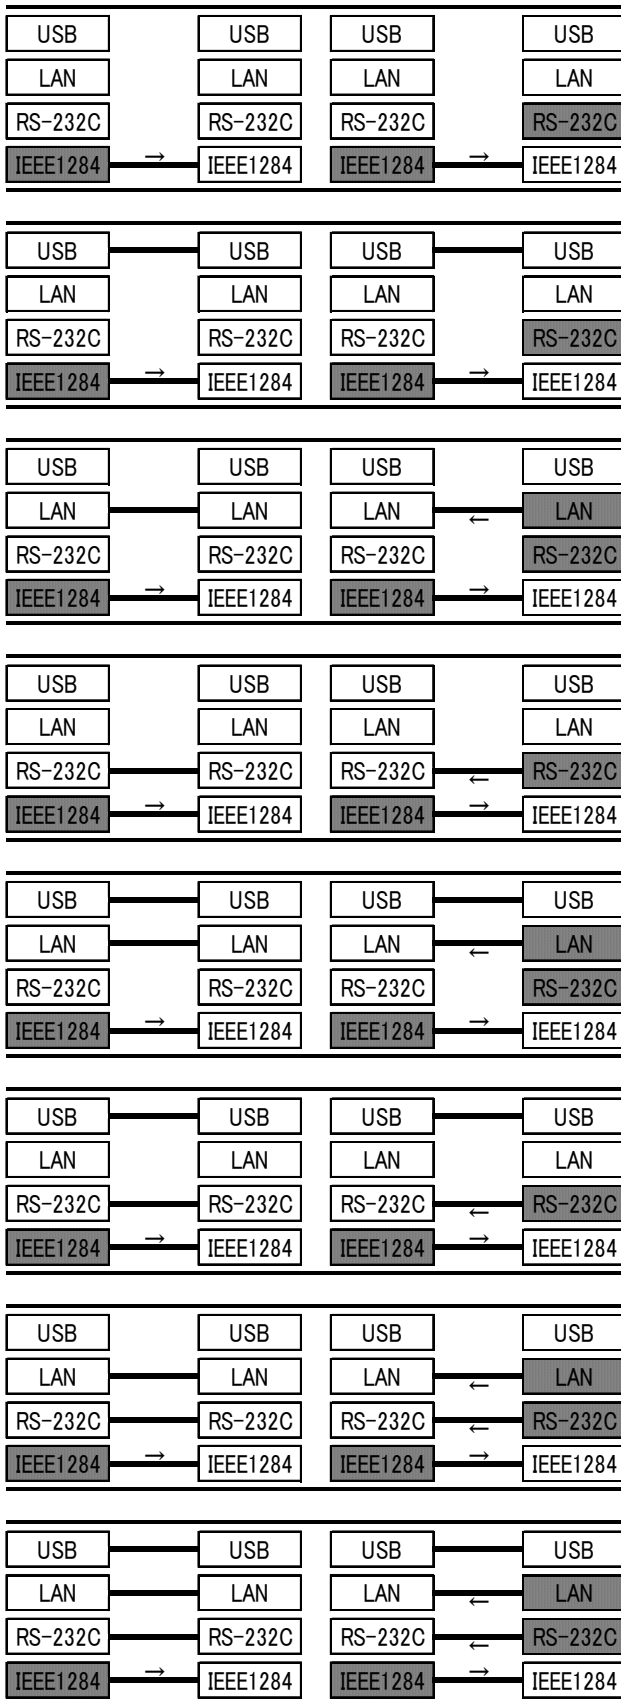 USB USB USB USB
LAN LAN LAN LAN
RS-232C RS-232C RS-232C RS-232C
IEEE1284 → IEEE1284 IEEE1284 → IEEE1284
USB USB USB USB
LAN LAN LAN LAN
RS-232C RS-232C RS-232C RS-232C
IEEE1284 → IEEE1284 IEEE1284 → IEEE1284
USB USB USB USB
LAN LAN LAN ← LAN
RS-232C RS-232C RS-232C RS-232C
IEEE1284 → IEEE1284 IEEE1284 → IEEE1284
USB USB USB USB
LAN LAN LAN LAN
RS-232C RS-232C RS-232C ← RS-232C
IEEE1284 → IEEE1284 IEEE1284 → IEEE1284
USB USB USB USB
LAN LAN LAN ← LAN
RS-232C RS-232C RS-232C RS-232C
IEEE1284 → IEEE1284 IEEE1284 → IEEE1284
USB USB USB USB
LAN LAN LAN LAN
RS-232C RS-232C RS-232C ← RS-232C
IEEE1284 → IEEE1284 IEEE1284 → IEEE1284
USB USB USB USB
LAN LAN LAN ← LAN
RS-232C RS-232C RS-232C ← RS-232C
IEEE1284 → IEEE1284 IEEE1284 → IEEE1284
USB USB USB USB
LAN LAN LAN ← LAN
RS-232C RS-232C RS-232C ← RS-232C
IEEE1284 → IEEE1284 IEEE1284 → IEEE1284